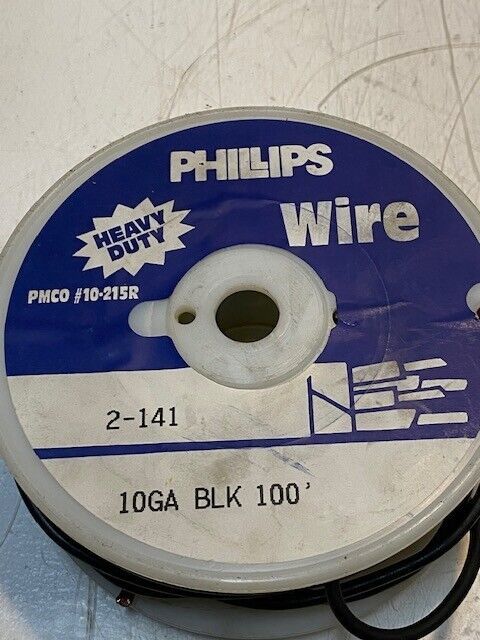 PHILLIPS
Wire
HEAVY
DUTY
PMCO #10-215R
2-141
10GA BLK 100'